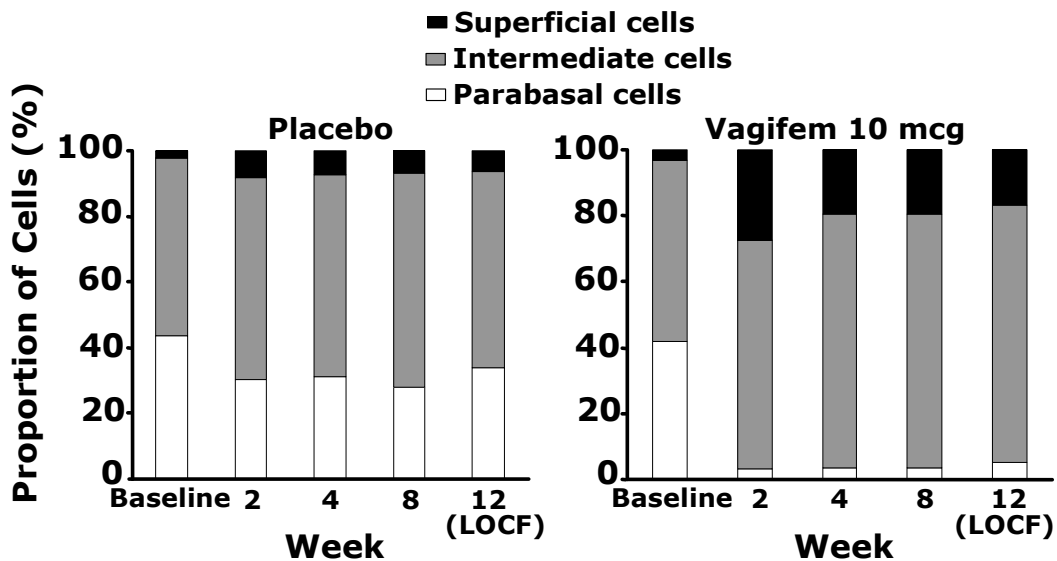 Superficial cells
Intermediate cells
Parabasal cells
Proportion of Cells (%)
Placebo
100
80
60
40
20
0
Baseline 2 4 8 12
(LOCF)
Week
Vagifem 10 mcg
100
80
60
40
20
0
Baseline 2 4 8 12
(LOCF)
Week